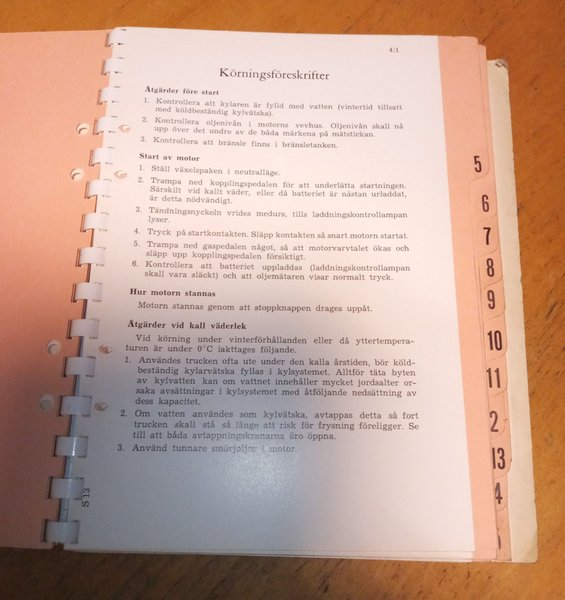 4:1
Körningsföreskrifter
Åtgärder före start
1. Kontrollera att kylaren är fylld med vatten (vintertid tillsatt
med köldbeständig kylvätska).
2. Kontrollera oljenivån i motorns vevhus. Oljenivån skall nå
upp över det undre av de båda märkena på mätstickan.
3. Kontrollera att bränsle finns i bränsletanken.
Start av motor
1. Ställ växelspaken i neutralläge.
2. Trampa ned kopplingspedalen för att underlätta startningen.
Särskilt vid kallt väder, eller då batteriet är nästan urladdat,
är detta nödvändigt.
3. Tändningsnyckeln vrides medurs, tills laddningskontrollampan
lyser.
4. Tryck på startkontakten. Släpp kontakten så snart motorn startat.
5. Trampa ned gaspedalen något, så att motorvarvtalet ökas och
släpp upp kopplingspedalen försiktigt.
6. Kontrollera att batteriet uppladdas (laddningskontrollampan
skall vara släckt) och att oljemätaren visar normalt tryck.
Hur motorn stannas
Motorn stannas genom att stoppknappen drages uppåt.
Åtgärder vid kall väderlek
Vid körning under vinterförhållanden eller då yttertempera-
turen är under 0°C iakttages följande.
1. Användes trucken ofta ute under den kalla årstiden, bör köld-
beständig kylarvätska fyllas i kylsystemet. Alltför täta byten
av kylvatten kan om vattnet innehåller mycket jordsalter or-
saka avsättningar i kylsystemet med åtföljande nedsättning av
dess kapacitet.
2. Om vatten användes som kylvätska, avtappas detta så fort
trucken skall stå så länge att risk för frysning föreligger. Se
till att båda avtappningskranarna äro öppna.
3. Använd tunnare smörjoljor i motor.
S 13
5
6
7
8
9
10
11
2
13
4